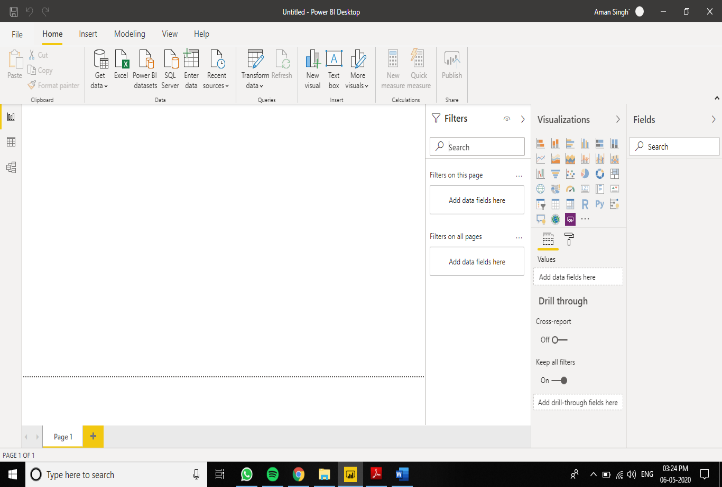 Untitled - Power BI Desktop
Aman Singh
File Home Insert Modeling View Help
Paste
Cut
Copy
Format painter
Clipboard
Get data
Excel
Power BI datasets
SQL Server
Enter data
Recent sources
Data
Transform data
Refresh
Queries
New visual
Text box
More visuals
Insert
New measure
Quick measure
Calculations
Publish
Share
Filters
Search
Filters on this page
Add data fields here
Filters on all pages
Add data fields here
Visualizations
R Py
Values
Add data fields here
Drill through
Cross-report
Off
Keep all filters
On
Add drill-through fields here
Fields
Search
Page 1
PAGE 1 OF 1
Type here to search
ENG
03:24 PM
06-05-2020